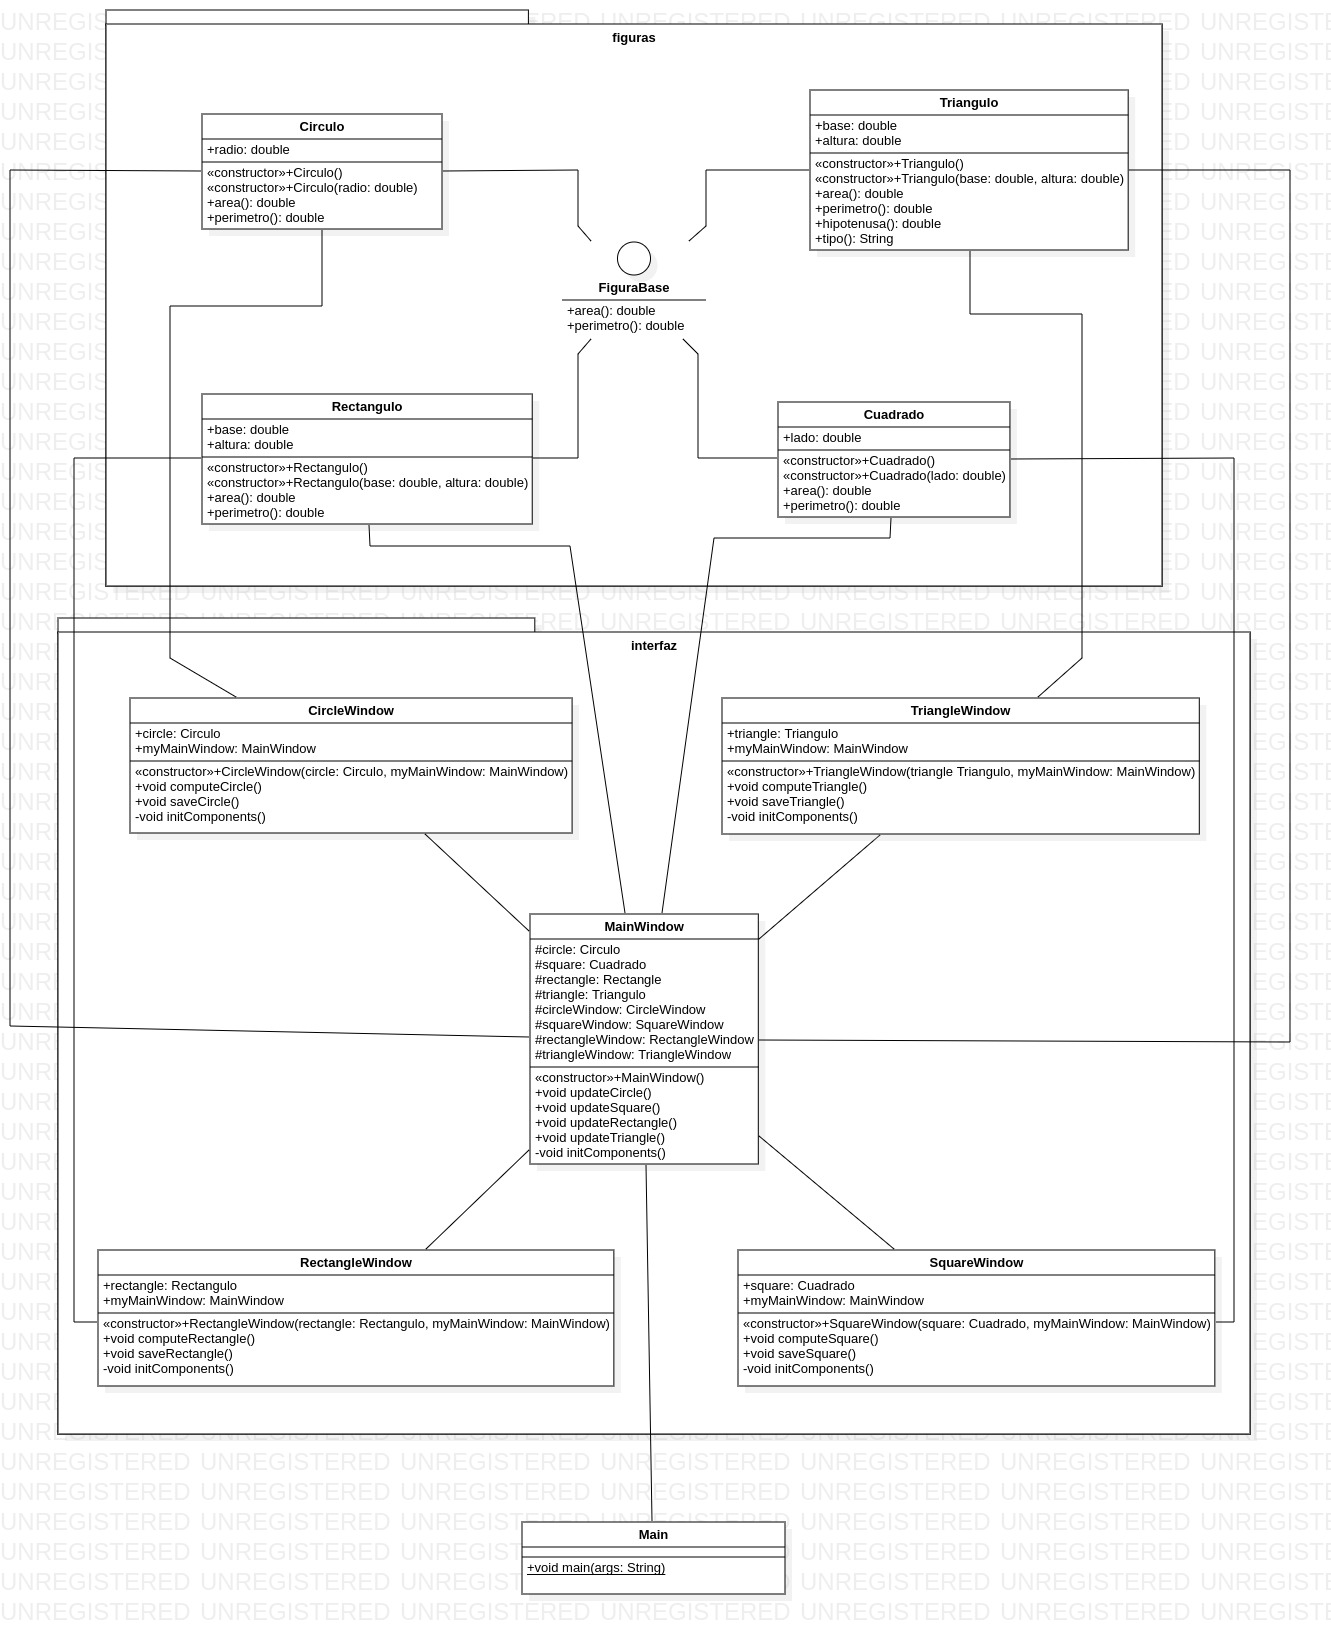 figuras
Circulo
+radio: double
«constructor»+Circulo()
«constructor»+Circulo(radio: double)
+area(): double
+perimetro(): double
Triangulo
+base: double
+altura: double
«constructor»+Triangulo()
«constructor»+Triangulo(base: double, altura: double)
+area(): double
+perimetro(): double
+hipotenusa(): double
+tipo(): String
FiguraBase
+area(): double
+perimetro(): double
Rectangulo
+base: double
+altura: double
«constructor»+Rectangulo()
«constructor»+Rectangulo(base: double, altura: double)
+area(): double
+perimetro(): double
Cuadrado
+lado: double
«constructor»+Cuadrado()
«constructor»+Cuadrado(lado: double)
+area(): double
+perimetro(): double
interfaz
CircleWindow
+circle: Circulo
+myMainWindow: MainWindow
«constructor»+CircleWindow(circle: Circulo, myMainWindow: MainWindow)
+void computeCircle()
+void saveCircle()
-void initComponents()
TriangleWindow
+triangle: Triangulo
+myMainWindow: MainWindow
«constructor»+TriangleWindow(triangle Triangulo, myMainWindow: MainWindow)
+void computeTriangle()
+void saveTriangle()
-void initComponents()
MainWindow
#circle: Circulo
#square: Cuadrado
#rectangle: Rectangle
#triangle: Triangulo
#circleWindow: CircleWindow
#squareWindow: SquareWindow
#rectangleWindow: RectangleWindow
#triangleWindow: TriangleWindow
«constructor»+MainWindow()
+void updateCircle()
+void updateSquare()
+void updateRectangle()
+void updateTriangle()
-void initComponents()
RectangleWindow
+rectangle: Rectangulo
+myMainWindow: MainWindow
«constructor»+RectangleWindow(rectangle: Rectangulo, myMainWindow: MainWindow)
+void computeRectangle()
+void saveRectangle()
-void initComponents()
SquareWindow
+square: Cuadrado
+myMainWindow: MainWindow
«constructor»+SquareWindow(square: Cuadrado, myMainWindow: MainWindow)
+void computeSquare()
+void saveSquare()
-void initComponents()
Main
+void main(args: String)
UNREGISTERED UNREGISTERED UNREGISTERED UNREGISTERED UNREGISTERED UNREGISTERED